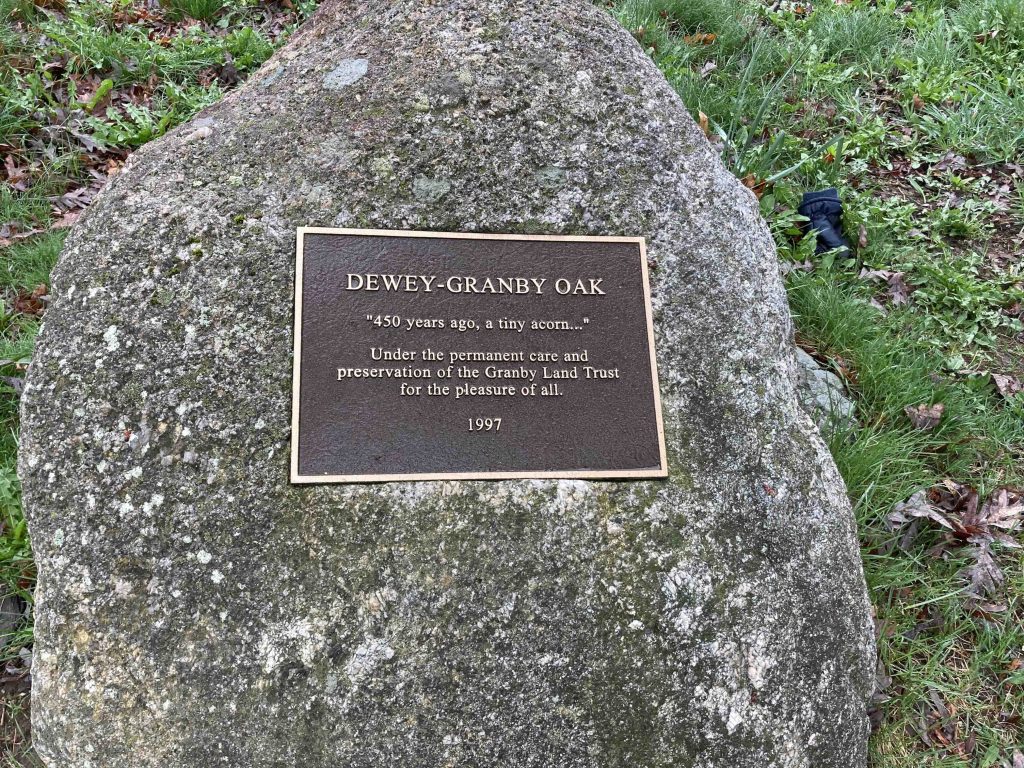 DEWEY-GRANBY OAK
"450 years ago, a tiny acorn..."
Under the permanent care and
preservation of the Granby Land Trust
for the pleasure of all.
1997